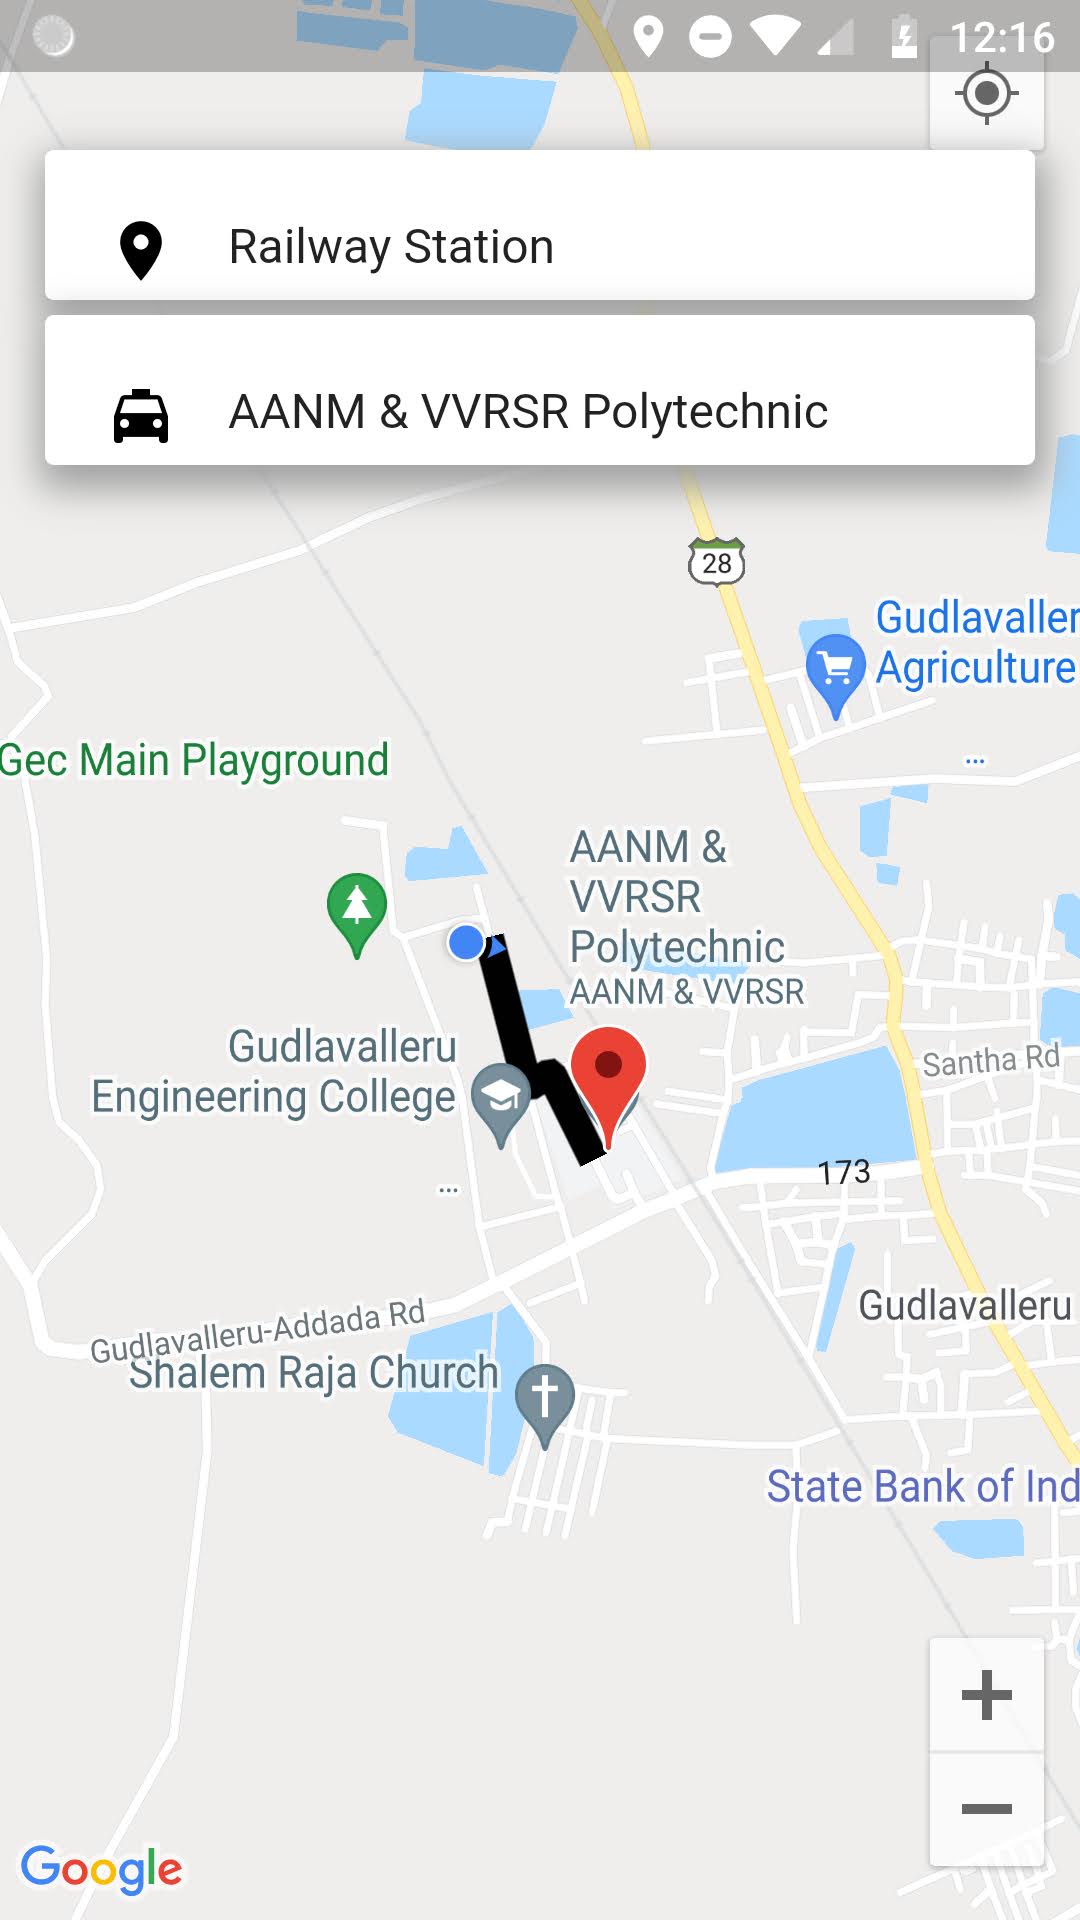 12:16
Railway Station
AANM & VVRSR Polytechnic
28
Gudlavaller
Agriculture
...
Gec Main Playground
AANM &
VVRSR
Polytechnic
AANM & VVRSR
Gudlavalleru
Engineering College
...
Santha Rd
173
Gudlavalleru
Gudlavalleru-Addada Rd
Shalem Raja Church
State Bank of Ind
Google